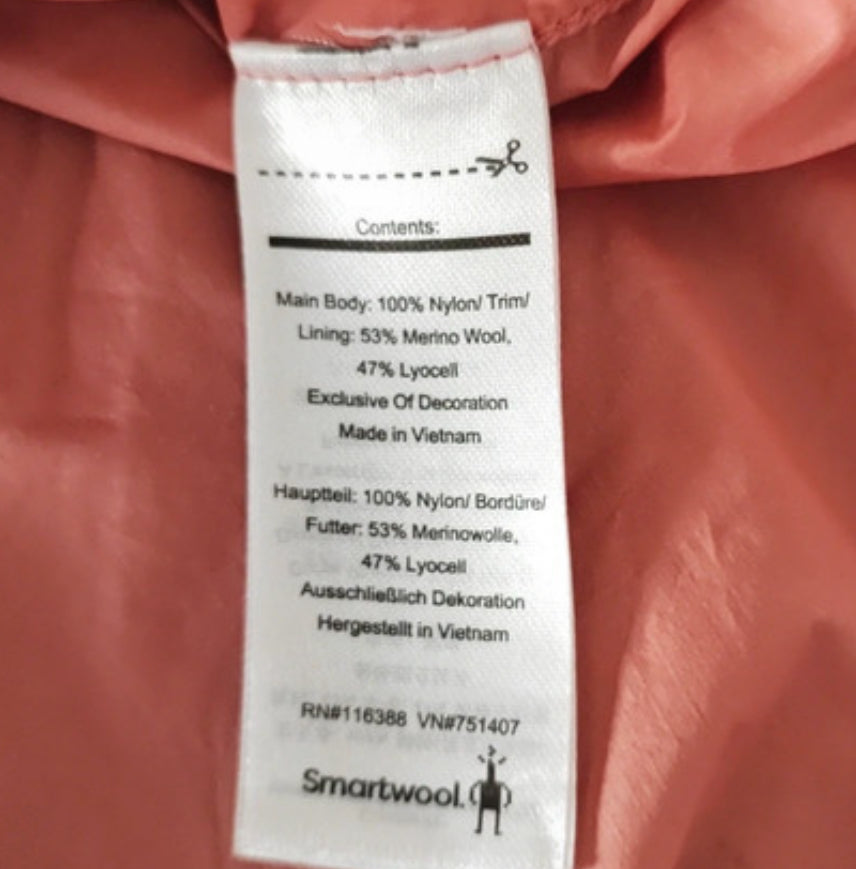 Contents:
Main Body: 100% Nylon/ Trim/
Lining: 53% Merino Wool,
47% Lyocell
Exclusive Of Decoration
Made in Vietnam
Hauptteil: 100% Nylon/ Bordüre/
Futter: 53% Merinowolle,
47% Lyocell
Ausschließlich Dekoration
Hergestellt in Vietnam
RN#116388 VN#751407
Smartwool.